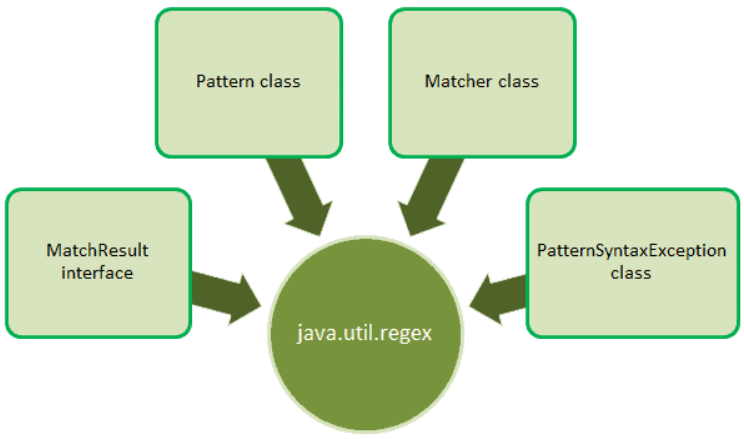 Pattern class
Matcher class
MatchResult
interface
PatternSyntaxException
class
java.util.regex